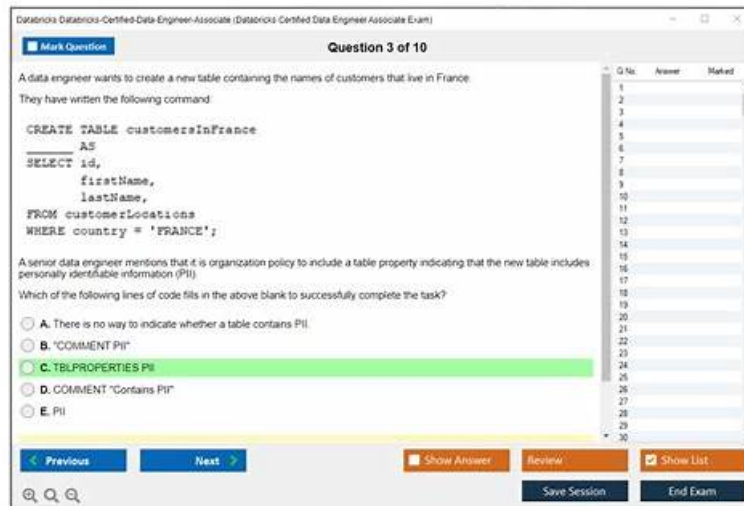 Databricks Databricks-Certified-Data-Engineer-Associate (Databricks Certified Data Engineer Associate Exam)
Mark Question
Question 3 of 10
A data engineer wants to create a new table containing the names of customers that live in France.
They have written the following command:
CREATE TABLE customersInFrance
_____ AS
SELECT id,
firstName,
lastName,
FROM customerLocations
WHERE country = 'FRANCE';
A senior data engineer mentions that it is organization policy to include a table property indicating that the new table includes
personally identifiable information (PII).
Which of the following lines of code fills in the above blank to successfully complete the task?
A. There is no way to indicate whether a table contains PII.
B. "COMMENT PII"
C. TBLPROPERTIES PII
D. COMMENT "Contains PII"
E. PII
Q No. Answer Marked
1
2
3
4
5
6
7
8
9
10
11
12
13
14
15
16
17
18
19
20
21
22
23
24
25
26
27
28
29
30
Previous
Next
Show Answer
Review
Show List
Save Session
End Exam